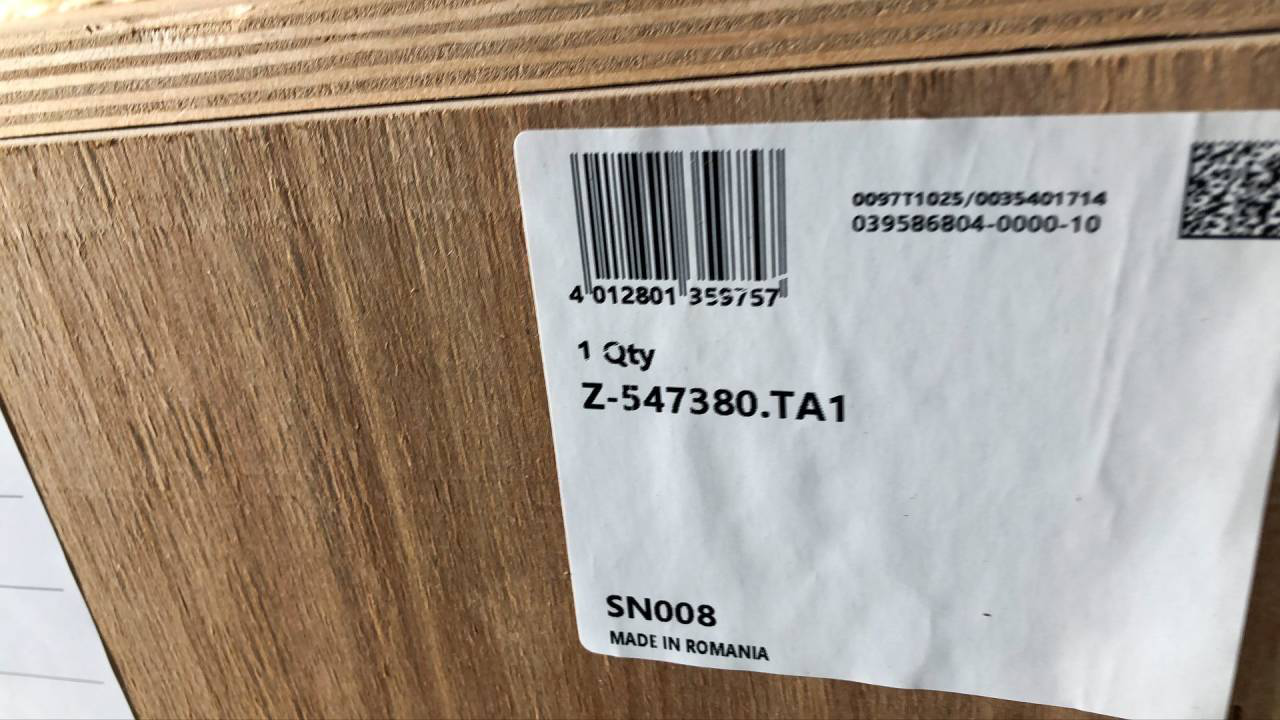 4 012801 359757
0097T1025/0035401714
039586804-0000-10
1 Qty
Z-547380.TA1
SN008
MADE IN ROMANIA